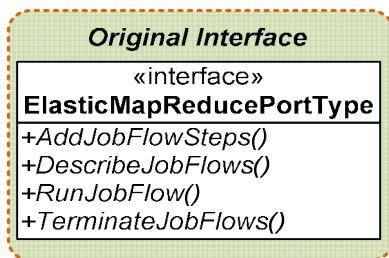 Original Interface
«interface»
ElasticMapReducePortType
+AddJobFlowSteps()
+DescribeJobFlows()
+RunJobFlow()
+TerminateJobFlows()